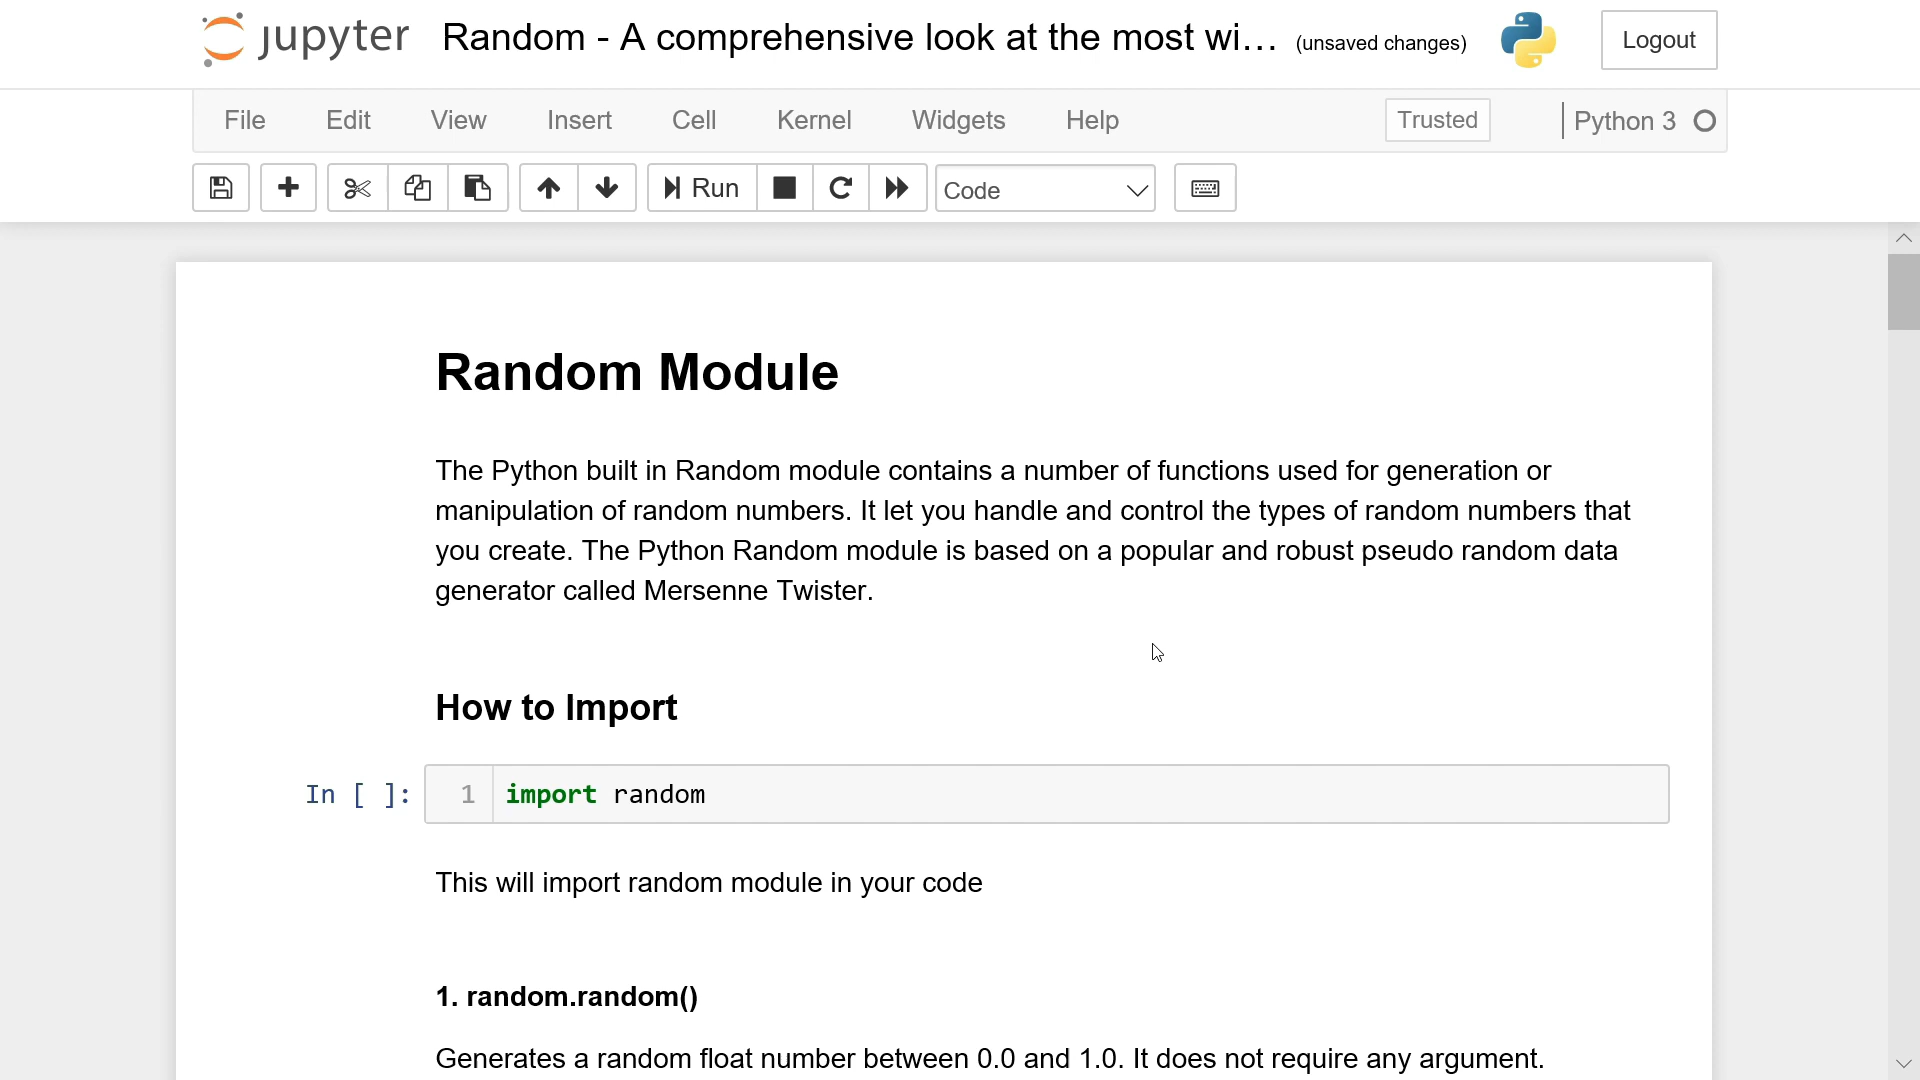 jupyter Random - A comprehensive look at the most wi... (unsaved changes) Logout
File Edit View Insert Cell Kernel Widgets Help Trusted Python 3
Run Code
Random Module
The Python built in Random module contains a number of functions used for generation or
manipulation of random numbers. It let you handle and control the types of random numbers that
you create. The Python Random module is based on a popular and robust pseudo random data
generator called Mersenne Twister.
How to Import
In [ ]: 1 import random
This will import random module in your code
1. random.random()
Generates a random float number between 0.0 and 1.0. It does not require any argument.